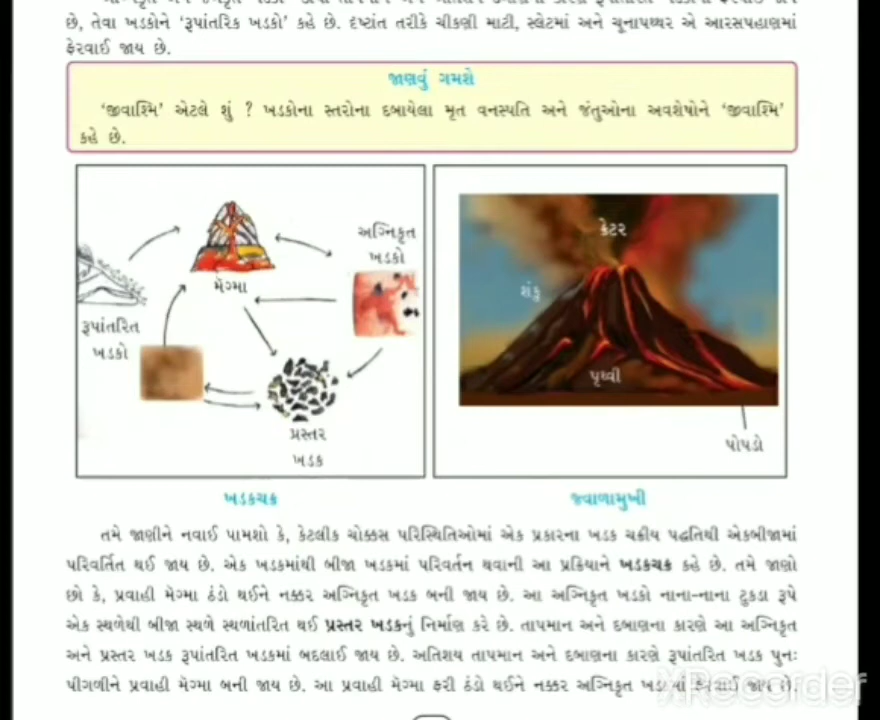 છે, તેવા ખડકોને ‘રૂપાંતરિક ખડકો’ કહે છે. દૃષ્ટાંત તરીકે ચીકણી માટી, સ્લેટમાં અને ચૂનાપથ્થર એ આરસપહાણમાં
ફેરવાઈ જાય છે.
જાણવું ગમશે
‘જીવાશ્મિ’ એટલે શું ? ખડકોના સ્તરોના દબાયેલા મૃત વનસ્પતિ અને જંતુઓના અવશેષોને ‘જીવાશ્મિ’
કહે છે.
અગ્નિકૃત
ખડકો
મૅગ્મા
રૂપાંતરિત
ખડકો
પ્રસ્તર
ખડક
ક્રેટર
શંકુ
પૃથ્વી
પોપડો
ખડકચક્ર
જ્વાળામુખી
તમે જાણીને નવાઈ પામશો કે, કેટલીક ચોક્કસ પરિસ્થિતિઓમાં એક પ્રકારના ખડક ચક્રીય પદ્ધતિથી એકબીજામાં
પરિવર્તિત થઈ જાય છે. એક ખડકમાંથી બીજા ખડકમાં પરિવર્તન થવાની આ પ્રક્રિયાને ખડકચક્ર કહે છે. તમે જાણો
છો કે, પ્રવાહી મૅગ્મા ઠંડો થઈને નક્કર અગ્નિકૃત ખડક બની જાય છે. આ અગ્નિકૃત ખડકો નાના-નાના ટુકડા રૂપે
એક સ્થળેથી બીજા સ્થળે સ્થળાંતરિત થઈ પ્રસ્તર ખડકનું નિર્માણ કરે છે. તાપમાન અને દબાણના કારણે આ અગ્નિકૃત
અને પ્રસ્તર ખડક રૂપાંતરિત ખડકમાં બદલાઈ જાય છે. અતિશય તાપમાન અને દબાણના કારણે રૂપાંતરિત ખડક પુનઃ
પીગળીને પ્રવાહી મૅગ્મા બની જાય છે. આ પ્રવાહી મૅગ્મા ફરી ઠંડો થઈને નક્કર અગ્નિકૃત ખડકમાં ફેરવાઈ જાય છે.
XRecorder